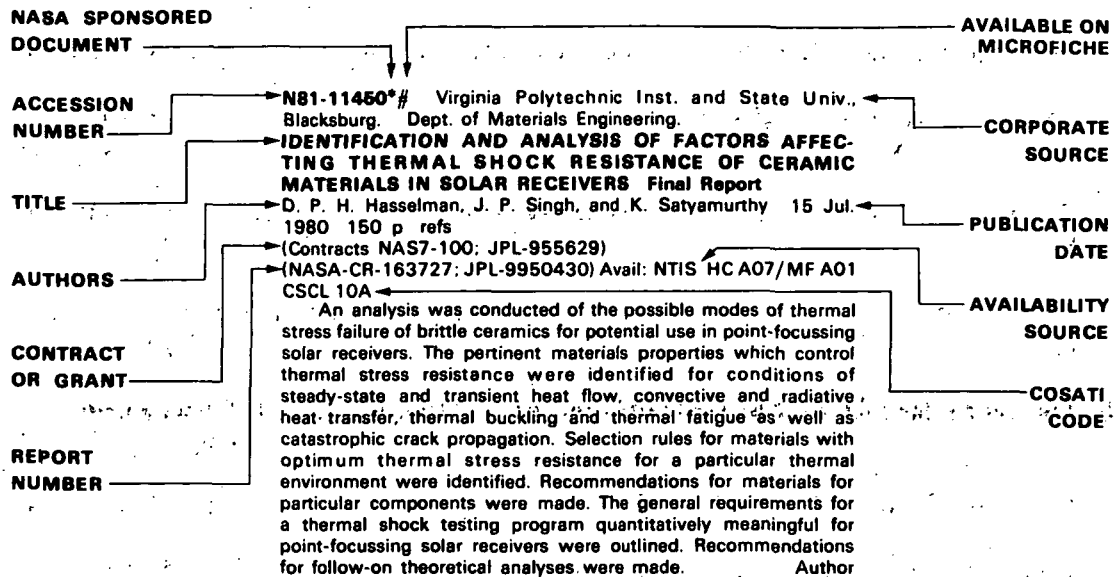 NASA SPONSORED
DOCUMENT
AVAILABLE ON
MICROFICHE
ACCESSION
NUMBER
TITLE
AUTHORS
CONTRACT
OR GRANT
REPORT
NUMBER
N81-11450*# Virginia Polytechnic Inst. and State Univ.,
Blacksburg. Dept. of Materials Engineering.
IDENTIFICATION AND ANALYSIS OF FACTORS AFFEC-
TING THERMAL SHOCK RESISTANCE OF CERAMIC
MATERIALS IN SOLAR RECEIVERS Final Report
D. P. H. Hasselman, J. P. Singh, and K. Satyamurthy 15 Jul.
1980 150 p refs
(Contracts NAS7-100; JPL-955629)
(NASA-CR-163727; JPL-9950430) Avail: NTIS HC A07/MF A01
CSCL 10A
An analysis was conducted of the possible modes of thermal
stress failure of brittle ceramics for potential use in point-focussing
solar receivers. The pertinent materials properties which control
thermal stress resistance were identified for conditions of
steady-state and transient heat flow, convective and radiative
heat transfer, thermal buckling and thermal fatigue as well as
catastrophic crack propagation. Selection rules for materials with
optimum thermal stress resistance for a particular thermal
environment were identified. Recommendations for materials for
particular components were made. The general requirements for
a thermal shock testing program quantitatively meaningful for
point-focussing solar receivers were outlined. Recommendations
for follow-on theoretical analyses were made. Author
CORPORATE
SOURCE
PUBLICATION
DATE
AVAILABILITY
SOURCE
COSATI
CODE